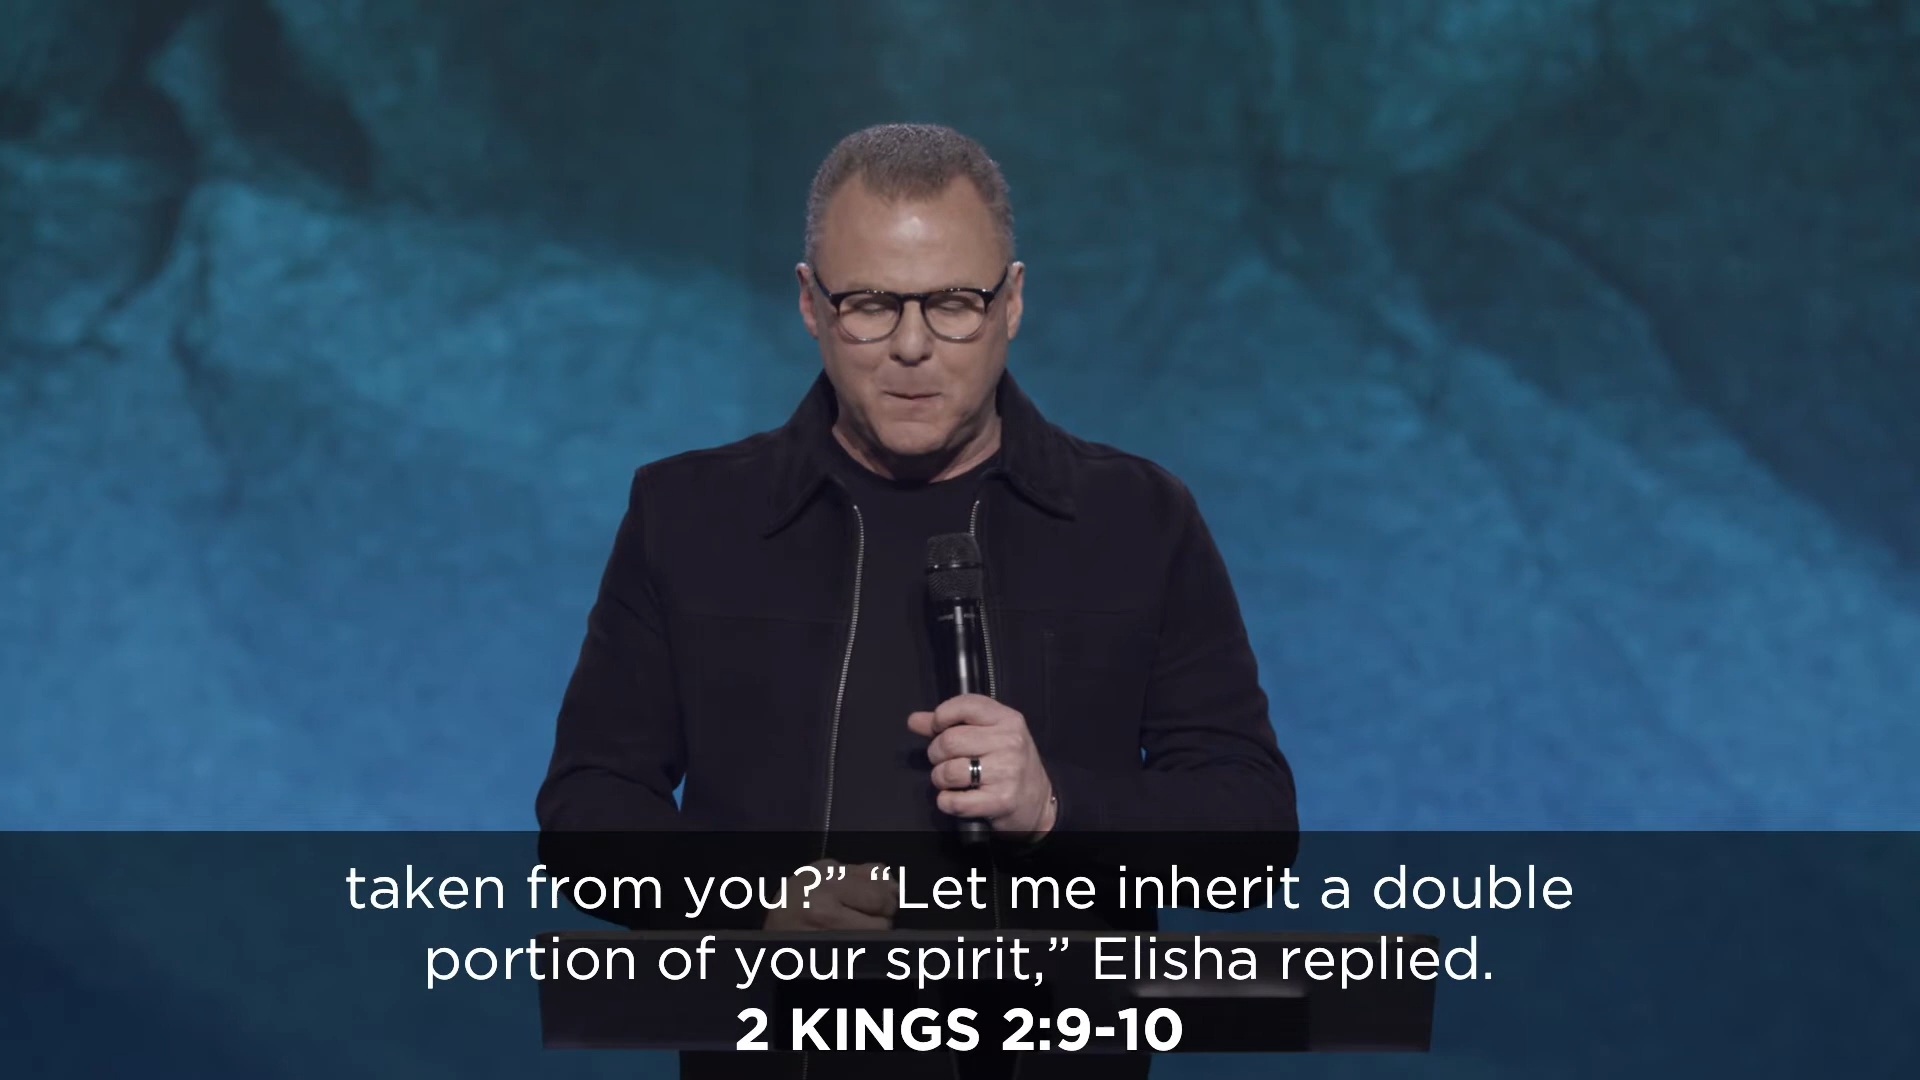 taken from you?” “Let me inherit a double
portion of your spirit,” Elisha replied.
2 KINGS 2:9-10